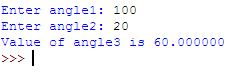 Enter angle1: 100
Enter angle2: 20
Value of angle3 is 60.000000
>>>